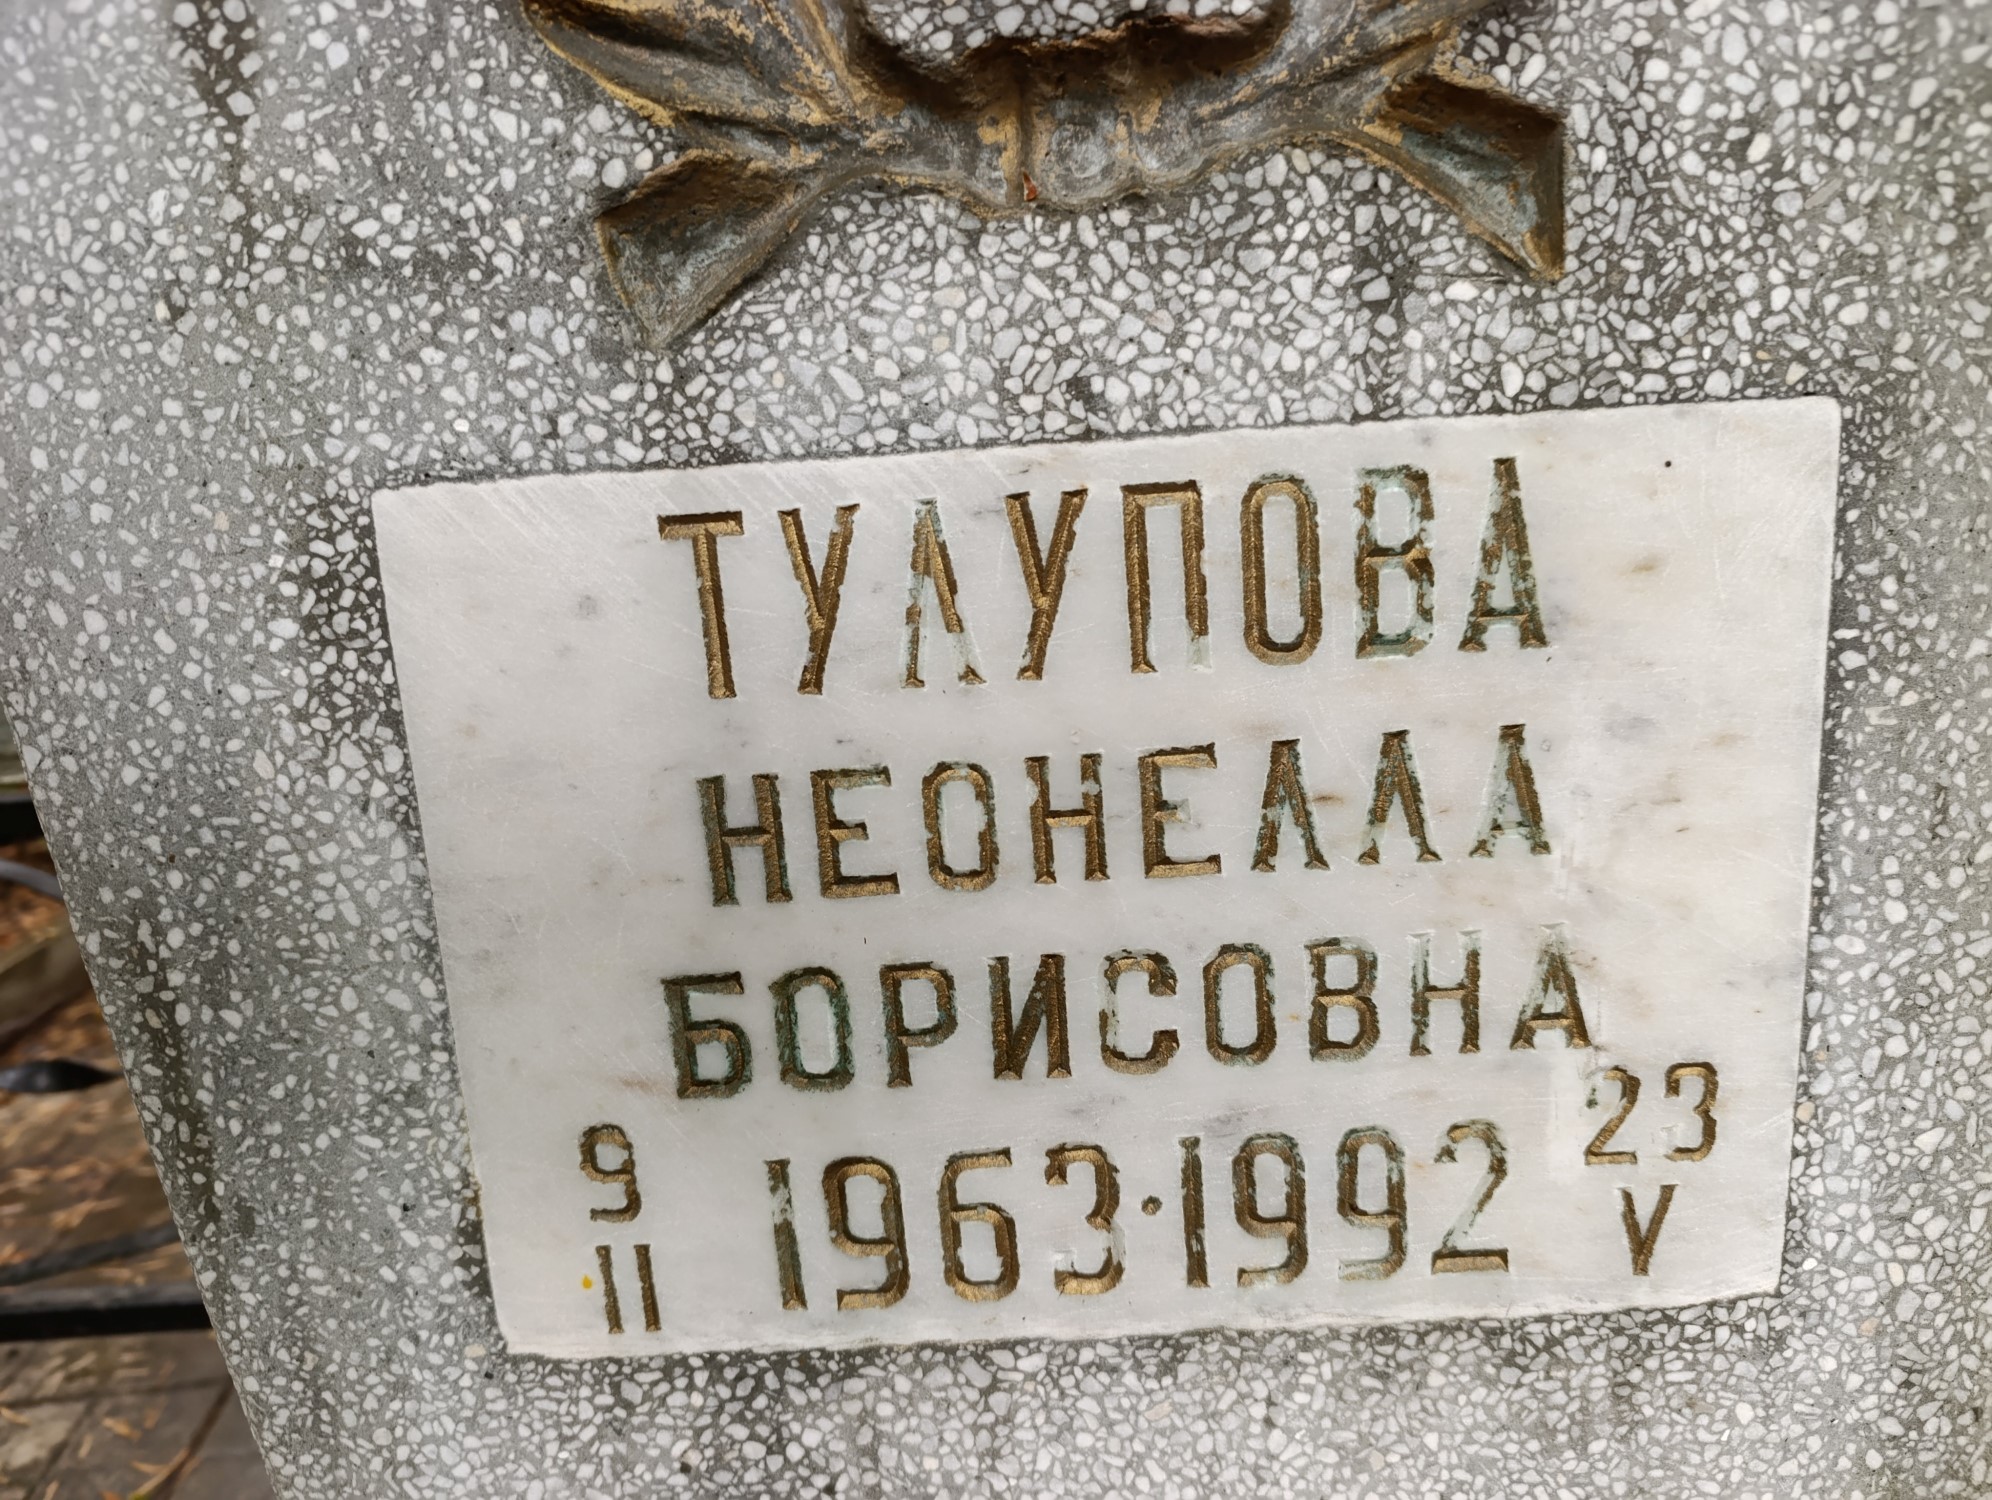 ТУЛУПОВА
НЕОНЕЛЛА
БОРИСОВНА
9 II 1963·1992 23 V